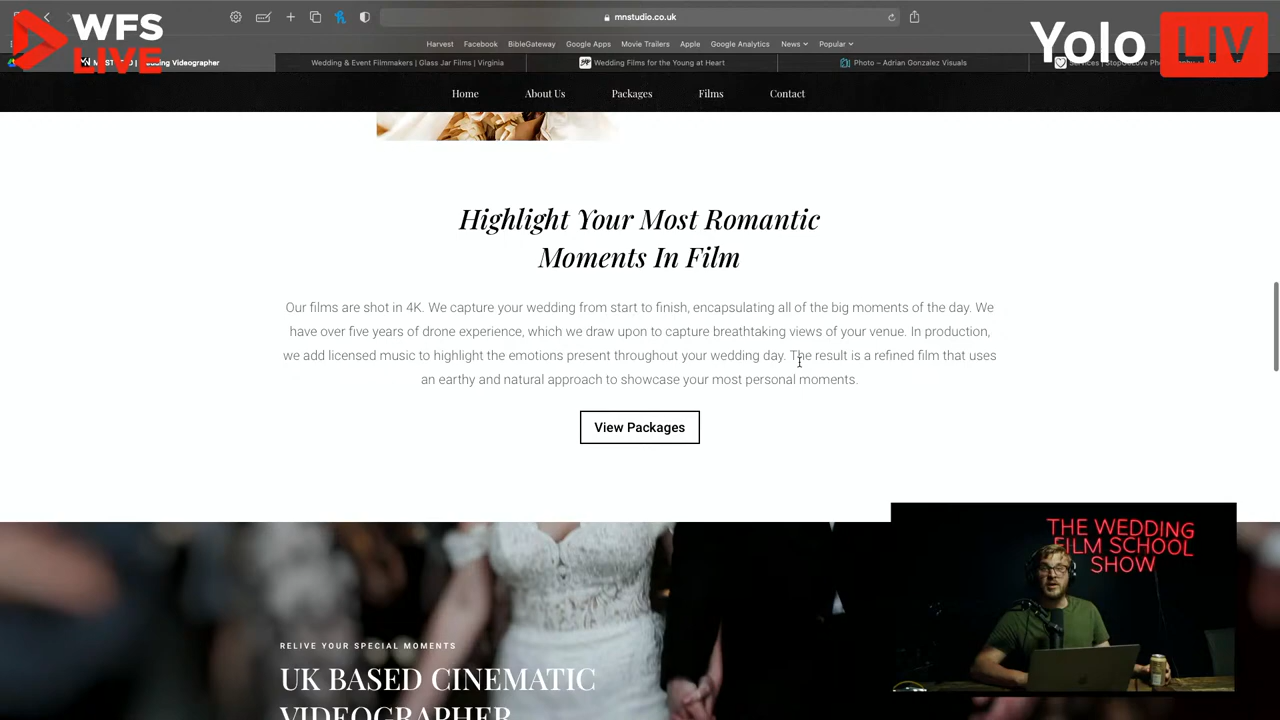 WFS
LIVE
mnstudio.co.uk
Yolo LIV
Harvest Facebook BibleGateway Google Apps Movie Trailers Apple Google Analytics News Popular
Videographer
Wedding & Event Filmmakers | Glass Jar Films | Virginia
Wedding Films for the Young at Heart
Photo – Adrian Gonzalez Visuals
Home About Us Packages Films Contact
Highlight Your Most Romantic
Moments In Film
Our films are shot in 4K. We capture your wedding from start to finish, encapsulating all of the big moments of the day. We
have over five years of drone experience, which we draw upon to capture breathtaking views of your venue. In production,
we add licensed music to highlight the emotions present throughout your wedding day. The result is a refined film that uses
an earthy and natural approach to showcase your most personal moments.
View Packages
THE WEDDING
FILM SCHOOL
SHOW
RELIVE YOUR SPECIAL MOMENTS
UK BASED CINEMATIC
VIDEOGRAPHER